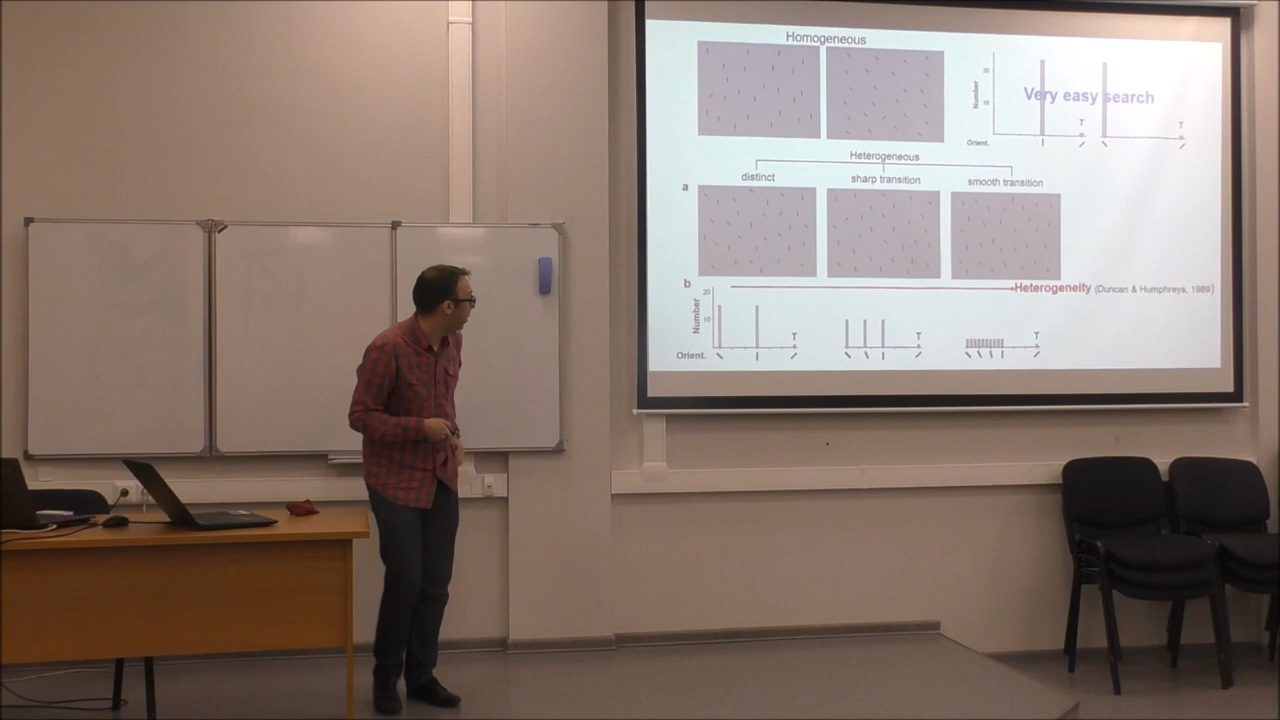 Homogeneous
Number
20
10
Very easy search
T
T
Orient.
Heterogeneous
distinct
sharp transition
smooth transition
a
b
Heterogeneity (Duncan & Humphreys, 1989)
Number
20
10
T
T
T
Orient.